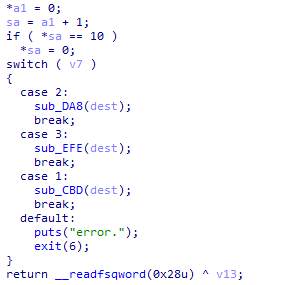 *a1 = 0;
sa = a1 + 1;
if ( *sa == 10 )
  *sa = 0;
switch ( v7 )
{
  case 2:
    sub_DA8(dest);
    break;
  case 3:
    sub_EFE(dest);
    break;
  case 1:
    sub_CBD(dest);
    break;
  default:
    puts("error.");
    exit(6);
}
return __readfsqword(0x28u) ^ v13;